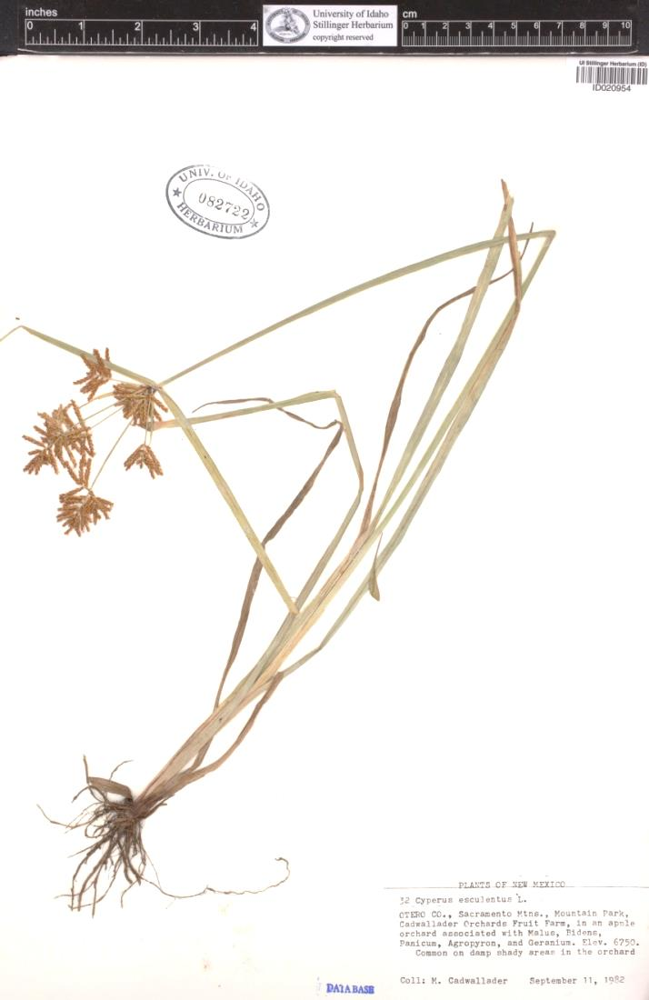 inches
0 1 2 3 4
University of Idaho
Stillinger Herbarium
copyright reserved
cm
0 1 2 3 4 5 6 7 8 9 10
UI Stillinger Herbarium (ID)
ID020954
UNIV. OF IDAHO
082722
HERBARIUM
PLANTS OF NEW MEXICO
32 Cyperus esculentus L.
OTERO CO., Sacramento Mtns., Mountain Park,
Cadwallader Orchards Fruit Farm, in an apple
orchard associated with Malus, Bidens,
Panicum, Agropyron, and Geranium. Elev. 6750.
Common on damp shady areas in the orchard
Coll: M. Cadwallader September 11, 1982
DATABASE